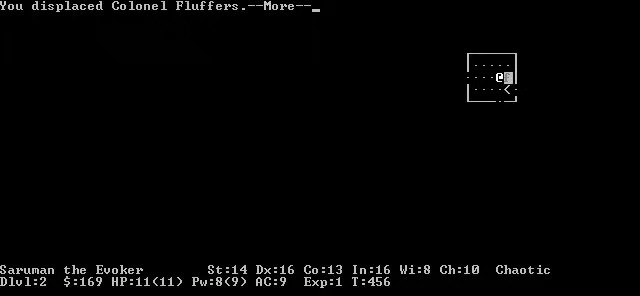 You displaced Colonel Fluffers.--More--
. . . . .
. . . . @ f
. . . . < .
Saruman the Evoker St:14 Dx:16 Co:13 In:16 Wi:8 Ch:10 Chaotic
Dlvl:2 $:169 HP:11(11) Pw:8(9) AC:9 Exp:1 T:456